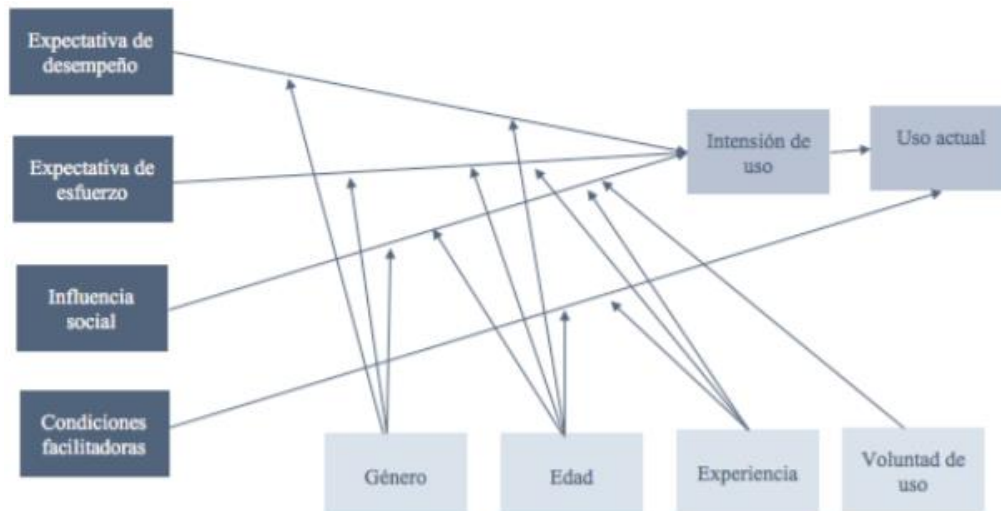 Expectativa de
desempeño
Expectativa de
esfuerzo
Influencia
social
Condiciones
facilitadoras
Intensión de
uso
Uso actual
Género
Edad
Experiencia
Voluntad de
uso